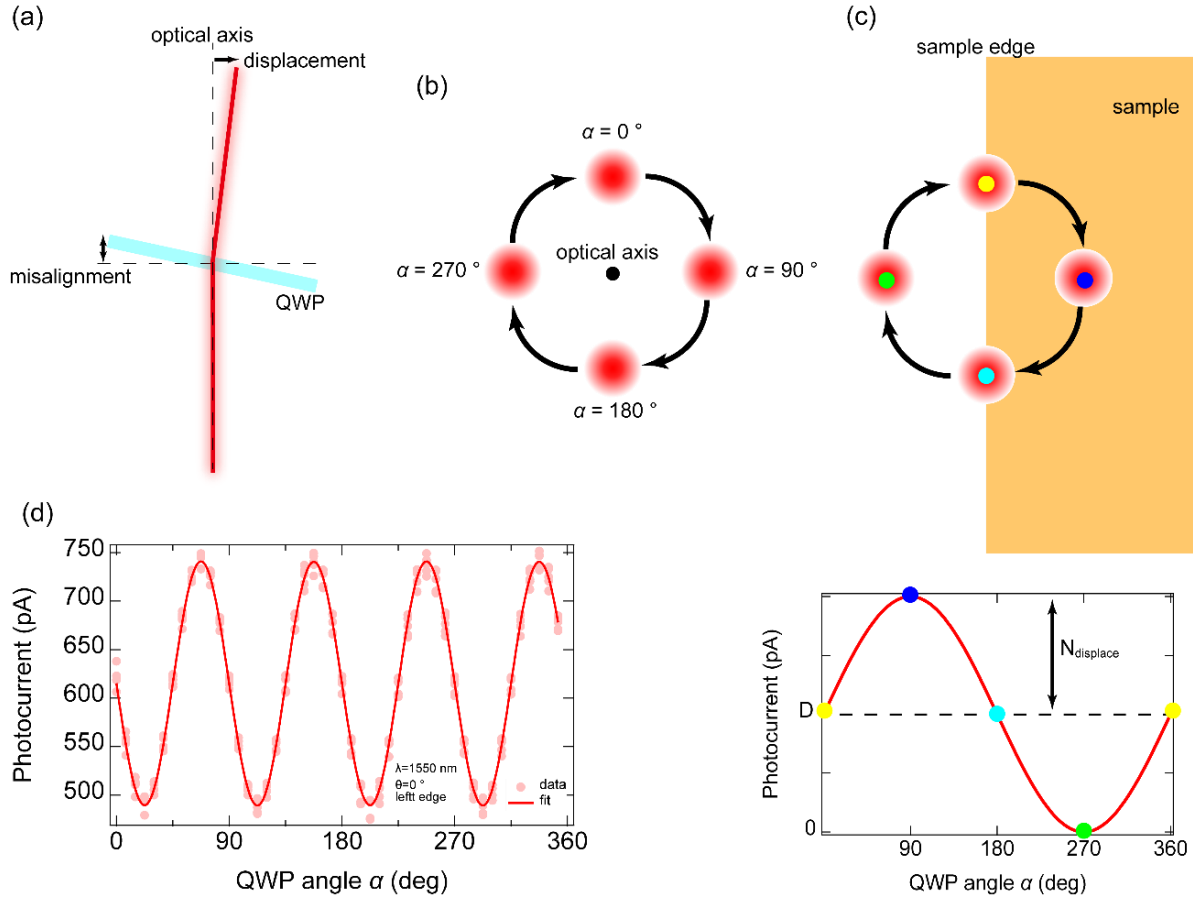 (a)
optical axis
displacement
misalignment
QWP
(b)
α = 0 °
optical axis
α = 270 °
α = 90 °
α = 180 °
(c)
sample edge
sample
(d)
Photocurrent (pA)
750
700
650
600
550
500
λ=1550 nm
θ=0
leftt edge
data
fit
0
90
180
270
360
QWP angle α (deg)
Photocurrent (pA)
D
0
Ndisplace
90
180
270
360
QWP angle α (deg)